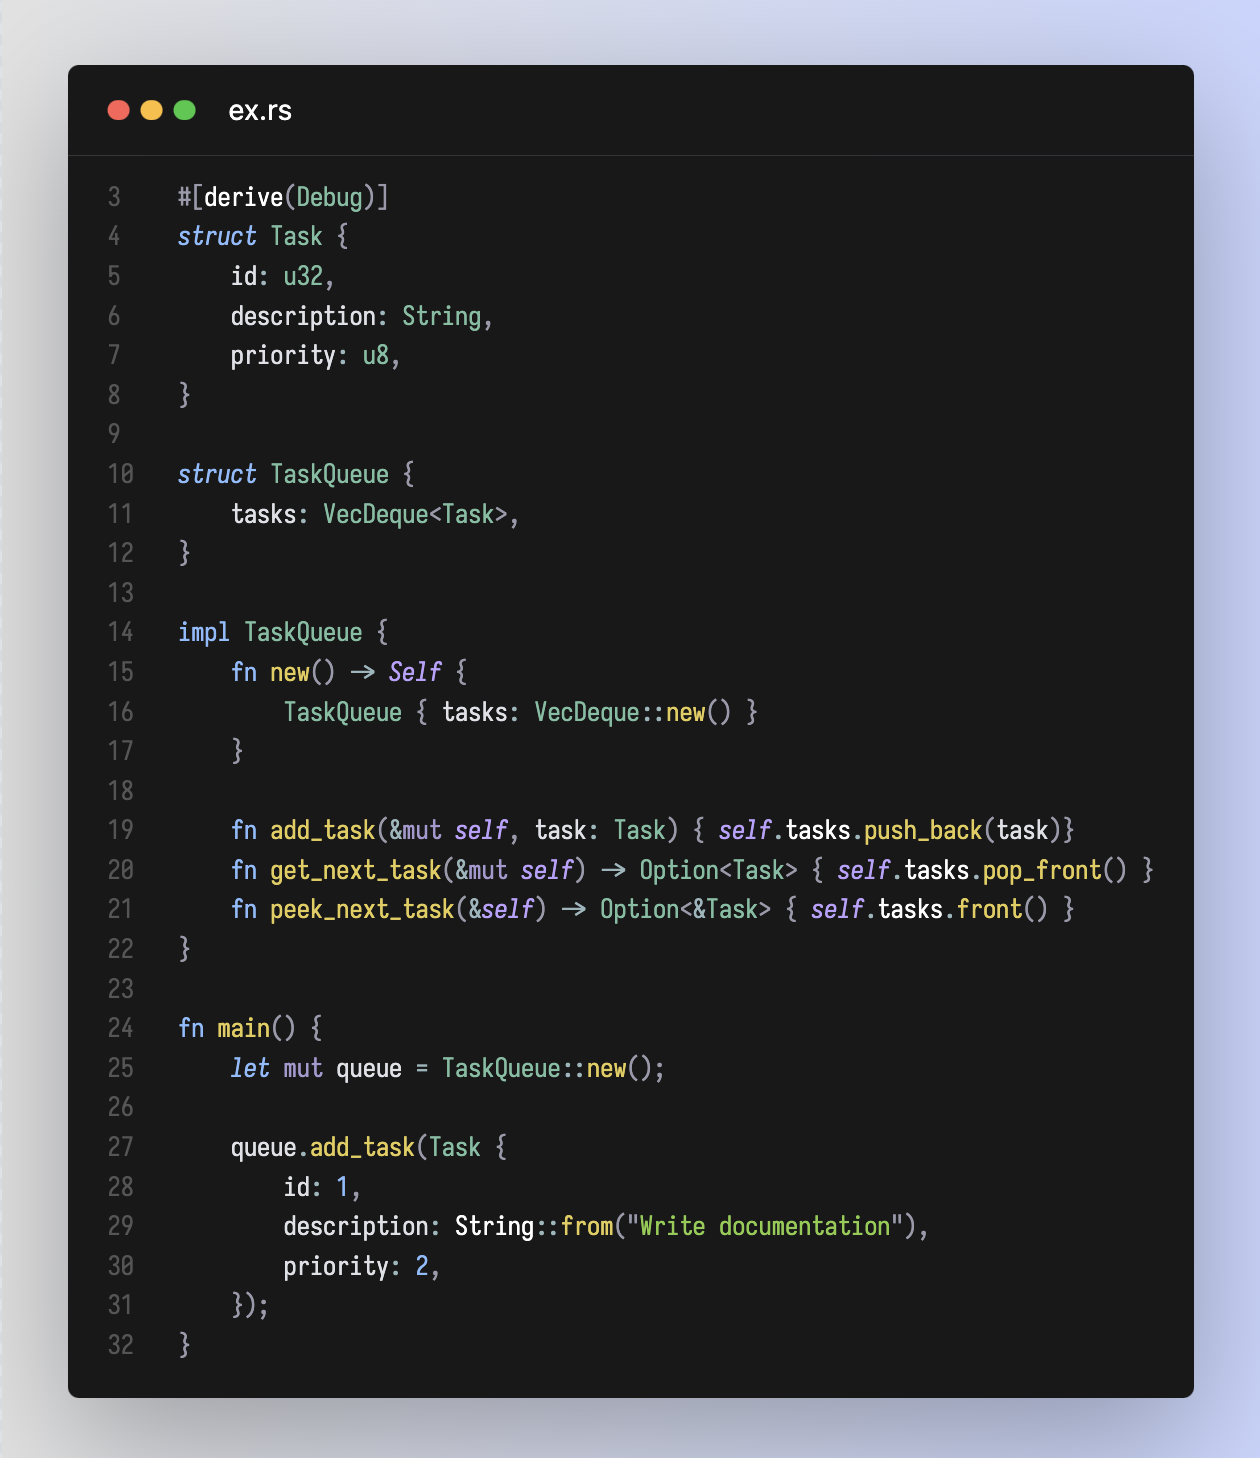 ex.rs
3 #[derive(Debug)]
4 struct Task {
5     id: u32,
6     description: String,
7     priority: u8,
8 }
9
10 struct TaskQueue {
11     tasks: VecDeque<Task>,
12 }
13
14 impl TaskQueue {
15     fn new() -> Self {
16         TaskQueue { tasks: VecDeque::new() }
17     }
18
19     fn add_task(&mut self, task: Task) { self.tasks.push_back(task)}
20     fn get_next_task(&mut self) -> Option<Task> { self.tasks.pop_front() }
21     fn peek_next_task(&self) -> Option<&Task> { self.tasks.front() }
22 }
23
24 fn main() {
25     let mut queue = TaskQueue::new();
26
27     queue.add_task(Task {
28         id: 1,
29         description: String::from("Write documentation"),
30         priority: 2,
31     });
32 }